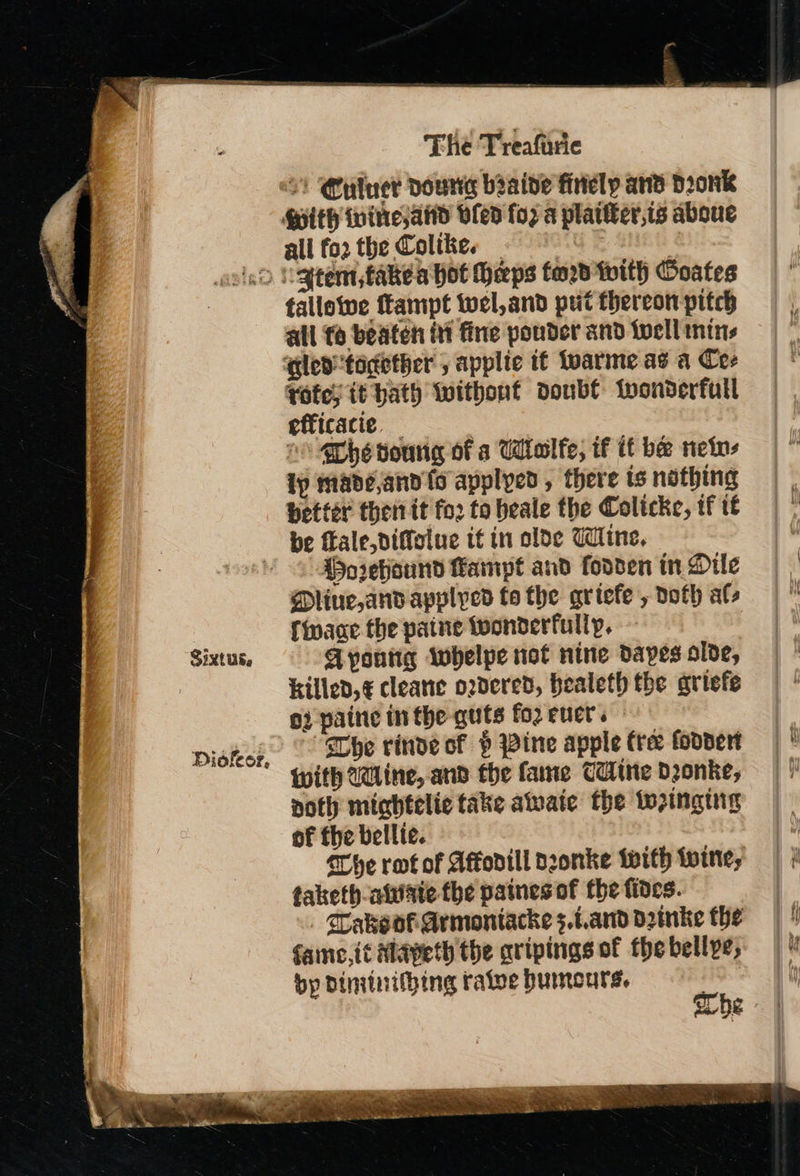 The Treasurie
Culuer doung braide finely and dronk
with wine, and vsed for a plaister, is aboue
all for the Colike.
Item, take a hot sheeps toord with Goates
tallowe stampt wel, and put thereon pitch
all to beaten in fine pouder and well min-
gled together, applie it warme as a Ce-
rote, it hath without doubt wonderfull
efficacie.
The doung of a Woolfe, if it bee new-
ly made, and so applyed, there is nothing
better then it for to heale the Colicke, if it
be stale, dissolue it in olde Wine.
Horehound stampt and sodden in Oile
Oliue, and applyed to the griefe, doth as-
swage the paine wonderfully.
Sixtus. A young whelpe not nine dayes olde,
killed, & cleane ordered, healeth the griefe
or paine in the guts for euer.
Dioscor. The rinde of þe Pine apple tree sodden
with Wine, and the same Wine dronke,
doth mightelie take awaie the wringing
of the bellie.
The root of Affodill dronke with wine,
taketh awaie the paines of the sides.
Take of Armoniacke ʒ.i. and drinke the
same, it alayeth the gripings of the bellye,
by diminishing rawe humours.
The